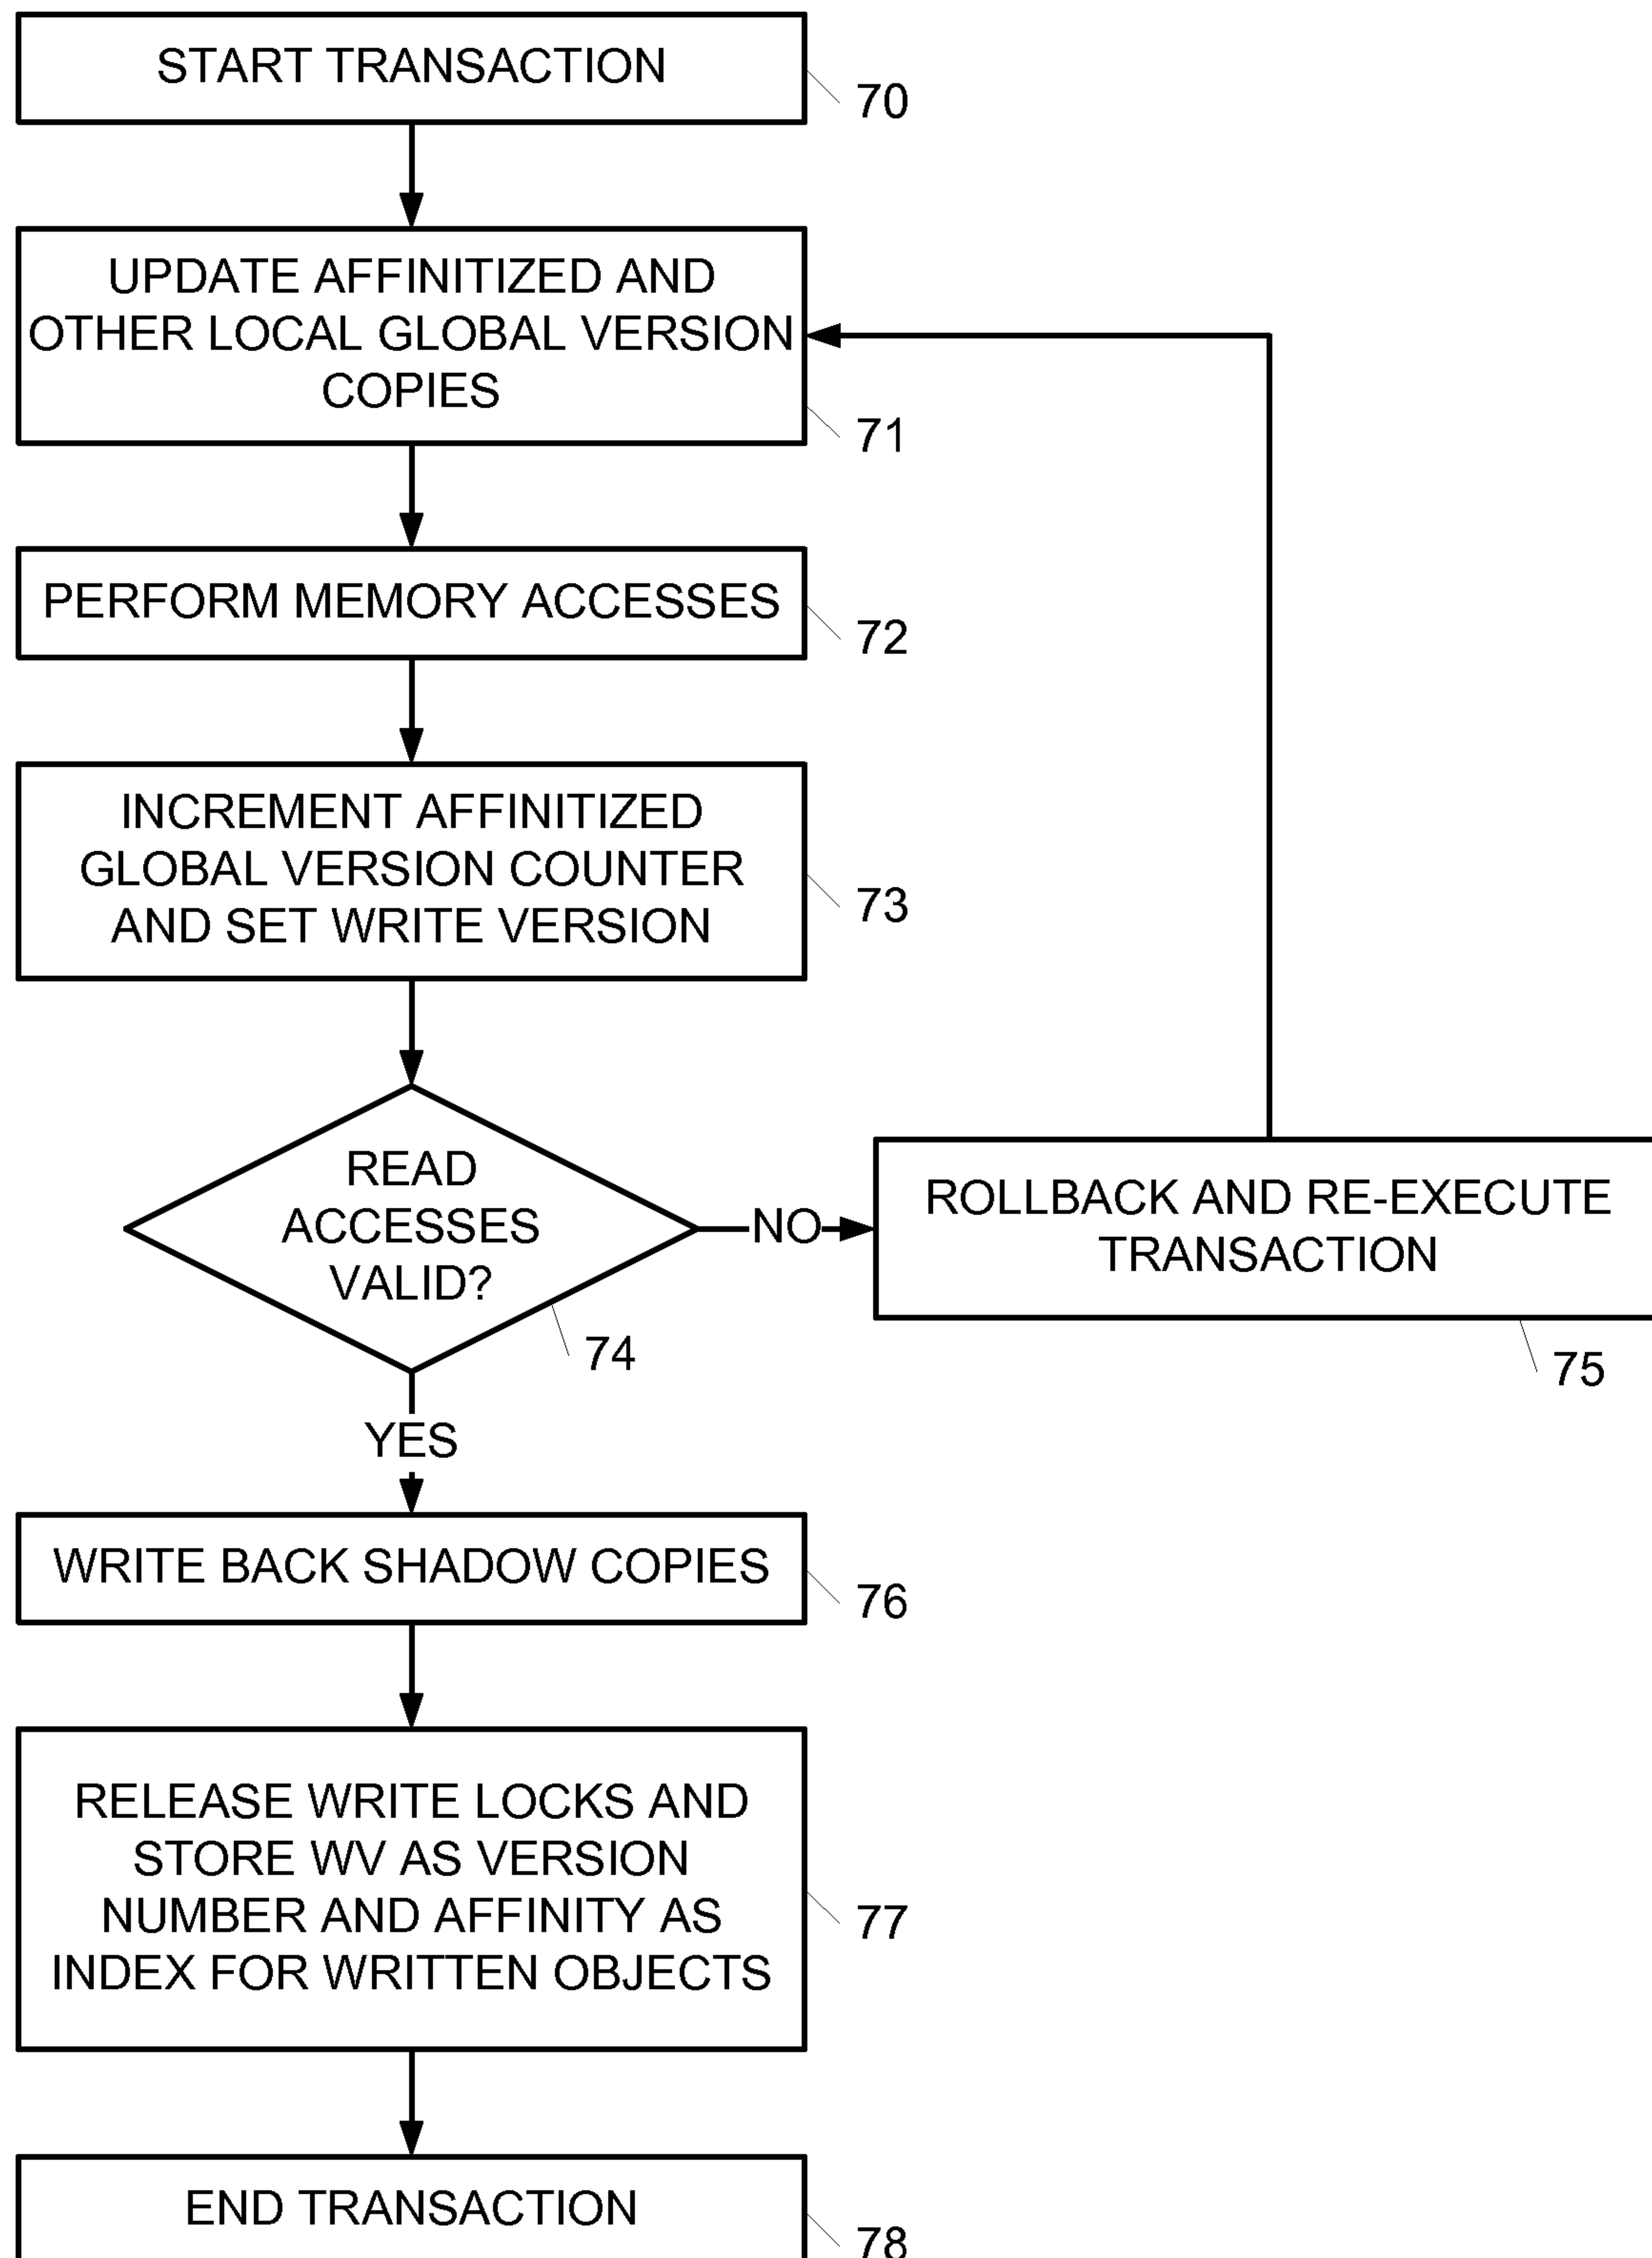 START TRANSACTION
70
UPDATE AFFINITIZED AND
OTHER LOCAL GLOBAL VERSION
COPIES
71
PERFORM MEMORY ACCESSES
72
INCREMENT AFFINITIZED
GLOBAL VERSION COUNTER
AND SET WRITE VERSION
73
READ
ACCESSES
VALID?
74
NO
ROLLBACK AND RE-EXECUTE
TRANSACTION
75
YES
WRITE BACK SHADOW COPIES
76
RELEASE WRITE LOCKS AND
STORE WV AS VERSION
NUMBER AND AFFINITY AS
INDEX FOR WRITTEN OBJECTS
77
END TRANSACTION
78